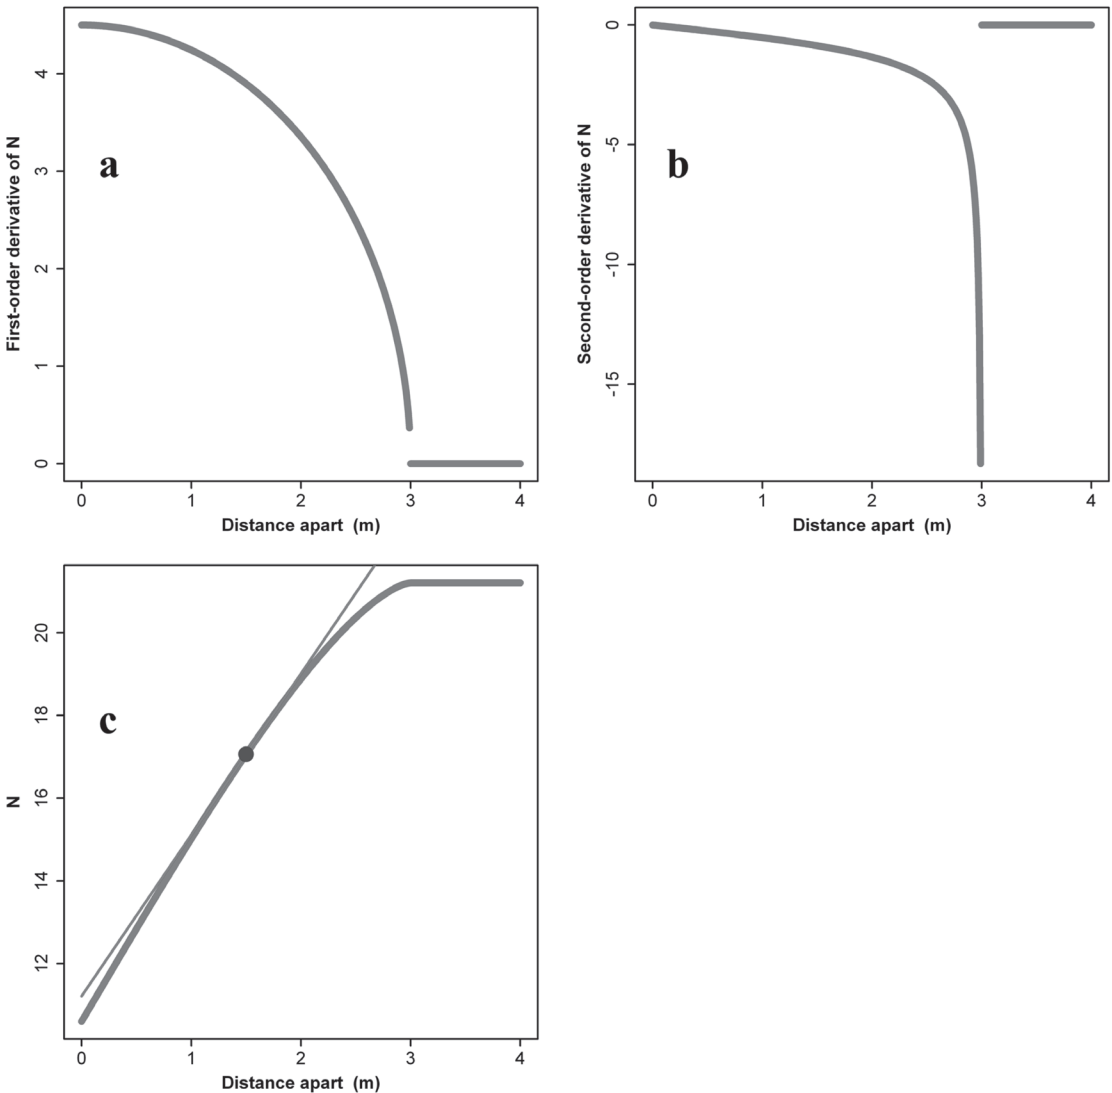 First-order derivative of N
4
3
2
1
0
a
0 1 2 3 4
Distance apart (m)
Second-order derivative of N
0
-5
-10
-15
b
0 1 2 3 4
Distance apart (m)
N
20
18
16
14
12
c
0 1 2 3 4
Distance apart (m)